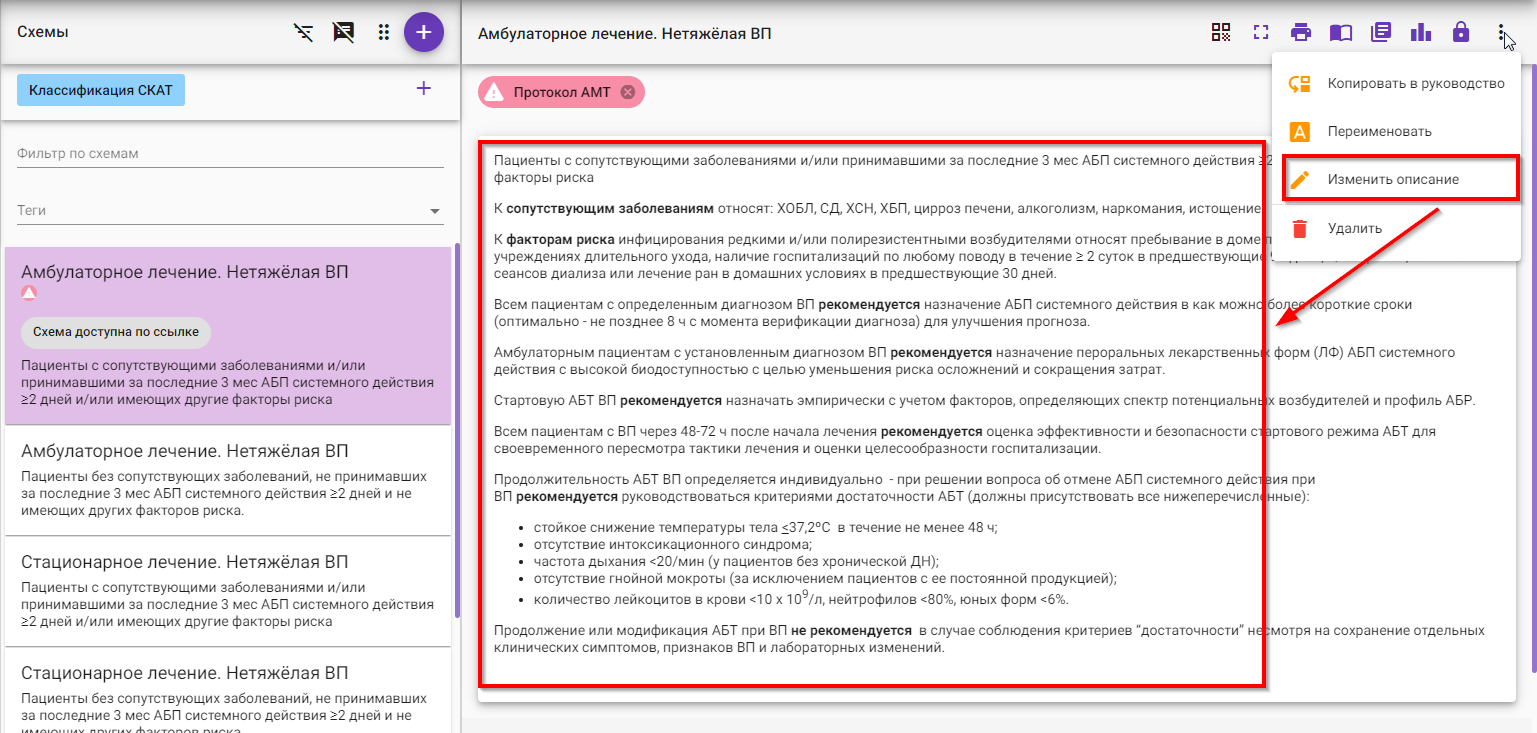 Схемы
Классификация СКАТ
Фильтр по схемам
Теги
Амбулаторное лечение. Нетяжёлая ВП
Схема доступна по ссылке
Пациенты с сопутствующими заболеваниями и/или
принимавшими за последние 3 мес АБП системного действия
≥2 дней и/или имеющих другие факторы риска
Амбулаторное лечение. Нетяжёлая ВП
Пациенты без сопутствующих заболеваний, не принимавших
за последние 3 мес АБП системного действия ≥2 дней и не
имеющих других факторов риска.
Стационарное лечение. Нетяжёлая ВП
Пациенты с сопутствующими заболеваниями и/или
принимавшими за последние 3 мес АБП системного действия
≥2 дней и/или имеющих другие факторы риска
Стационарное лечение. Нетяжёлая ВП
Пациенты без сопутствующих заболеваний, не принимавших
за последние 3 мес АБП системного действия ≥2 дней и не
имеющих других факторов риска.
Амбулаторное лечение. Нетяжёлая ВП
Протокол АМТ
Пациенты с сопутствующими заболеваниями и/или принимавшими за последние 3 мес АБП системного действия ≥2
факторы риска
К сопутствующим заболеваниям относят: ХОБЛ, СД, ХСН, ХБП, цирроз печени, алкоголизм, наркомания, истощение
К факторам риска инфицирования редкими и/или полирезистентными возбудителями относят пребывание в доме п
учреждениях длительного ухода, наличие госпитализаций по любому поводу в течение ≥ 2 суток в предшествующие
сеансов диализа или лечение ран в домашних условиях в предшествующие 30 дней.
Всем пациентам с определенным диагнозом ВП рекомендуется назначение АБП системного действия в как можно более короткие сроки
(оптимально - не позднее 8 ч с момента верификации диагноза) для улучшения прогноза.
Амбулаторным пациентам с установленным диагнозом ВП рекомендуется назначение пероральных лекарственных форм (ЛФ) АБП системного
действия с высокой биодоступностью с целью уменьшения риска осложнений и сокращения затрат.
Стартовую АБТ ВП рекомендуется назначать эмпирически с учетом факторов, определяющих спектр потенциальных возбудителей и профиль АБР.
Всем пациентам с ВП через 48-72 ч после начала лечения рекомендуется оценка эффективности и безопасности стартового режима АБТ для
своевременного пересмотра тактики лечения и оценки целесообразности госпитализации.
Продолжительность АБТ ВП определяется индивидуально - при решении вопроса об отмене АБП системного действия при
ВП рекомендуется руководствоваться критериями достаточности АБТ (должны присутствовать все нижеперечисленные):
• стойкое снижение температуры тела ≤37,2ºС в течение не менее 48 ч;
• отсутствие интоксикационного синдрома;
• частота дыхания <20/мин (у пациентов без хронической ДН);
• отсутствие гнойной мокроты (за исключением пациентов с ее постоянной продукцией);
• количество лейкоцитов в крови <10 х 10⁹/л, нейтрофилов <80%, юных форм <6%.
Продолжение или модификация АБТ при ВП не рекомендуется в случае соблюдения критериев “достаточности” несмотря на сохранение отдельных
клинических симптомов, признаков ВП и лабораторных изменений.
Копировать в руководство
Переименовать
Изменить описание
Удалить